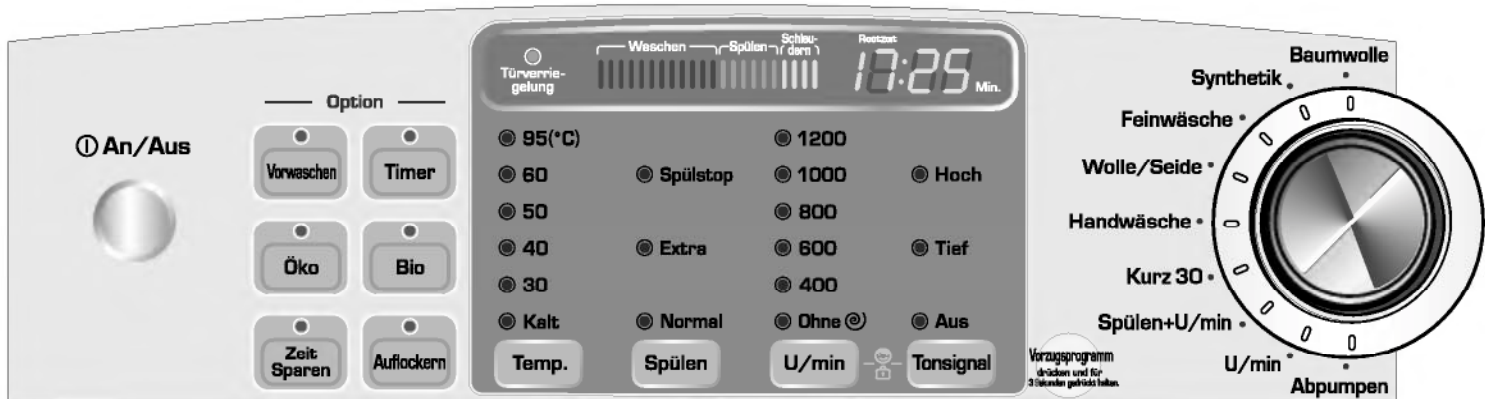 An/Aus
Option
Vorwaschen
Timer
Öko
Bio
Zeit
Sparen
Auflockern
Türverrie-
gelung
Waschen
Spülen
Schleu-
dern
Restzeit
17:25
Min.
95(°C)
60
50
40
30
Kalt
Temp.
Spülstop
Extra
Normal
Spülen
1200
1000
800
600
400
Ohne
U/min
Hoch
Tief
Aus
Tonsignal
Vorzugsprogramm
drücken und für
3 Sekunden gedrückt halten.
Baumwolle
Synthetik
Feinwäsche
Wolle/Seide
Handwäsche
Kurz 30
Spülen+U/min
U/min
Abpumpen